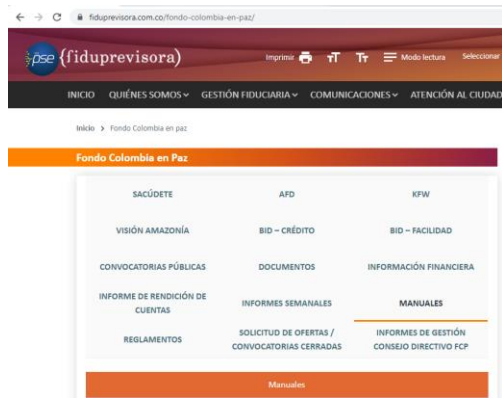 fiduprevisora.com.co/fondo-colombia-en-paz/
pse {fiduprevisora) Imprimir TT Tт Modo lectura Seleccionar
INICIO QUIÉNES SOMOS GESTIÓN FIDUCIARIA COMUNICACIONES ATENCIÓN AL CIUDAD
Inicio > Fondo Colombia en paz
Fondo Colombia en Paz
SACÚDETE AFD KFW
VISIÓN AMAZONÍA BID – CRÉDITO BID – FACILIDAD
CONVOCATORIAS PÚBLICAS DOCUMENTOS INFORMACIÓN FINANCIERA
INFORME DE RENDICIÓN DE CUENTAS INFORMES SEMANALES MANUALES
REGLAMENTOS SOLICITUD DE OFERTAS / CONVOCATORIAS CERRADAS INFORMES DE GESTIÓN CONSEJO DIRECTIVO FCP
Manuales